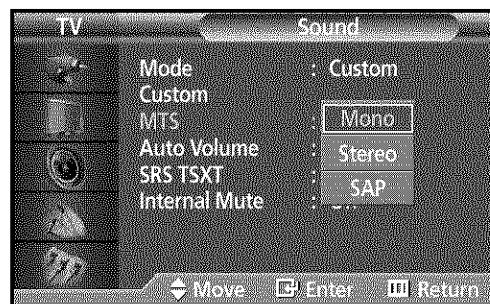 TV Sound
Mode : Custom
Custom
MTS : Mono
Auto Volume : Stereo
SRS TSXT : SAP
Internal Mute :
Move Enter Return